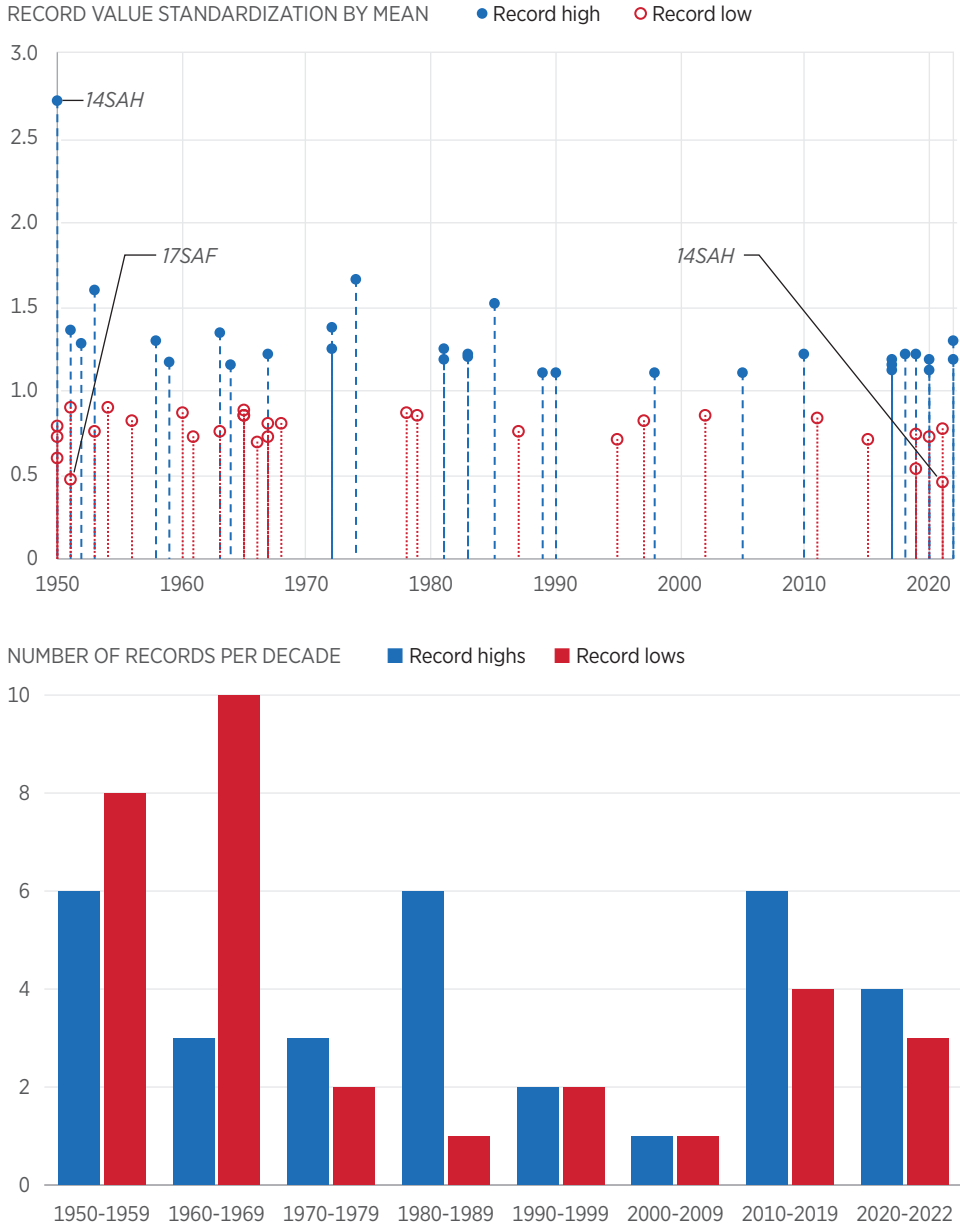 RECORD VALUE STANDARDIZATION BY MEAN Record high Record low
3.0
14SAH
2.5
2.0
17SAF 14SAH
1.5
1.0
0.5
0
1950 1960 1970 1980 1990 2000 2010 2020
NUMBER OF RECORDS PER DECADE Record highs Record lows
10
8
6
4
2
0
1950-1959 1960-1969 1970-1979 1980-1989 1990-1999 2000-2009 2010-2019 2020-2022